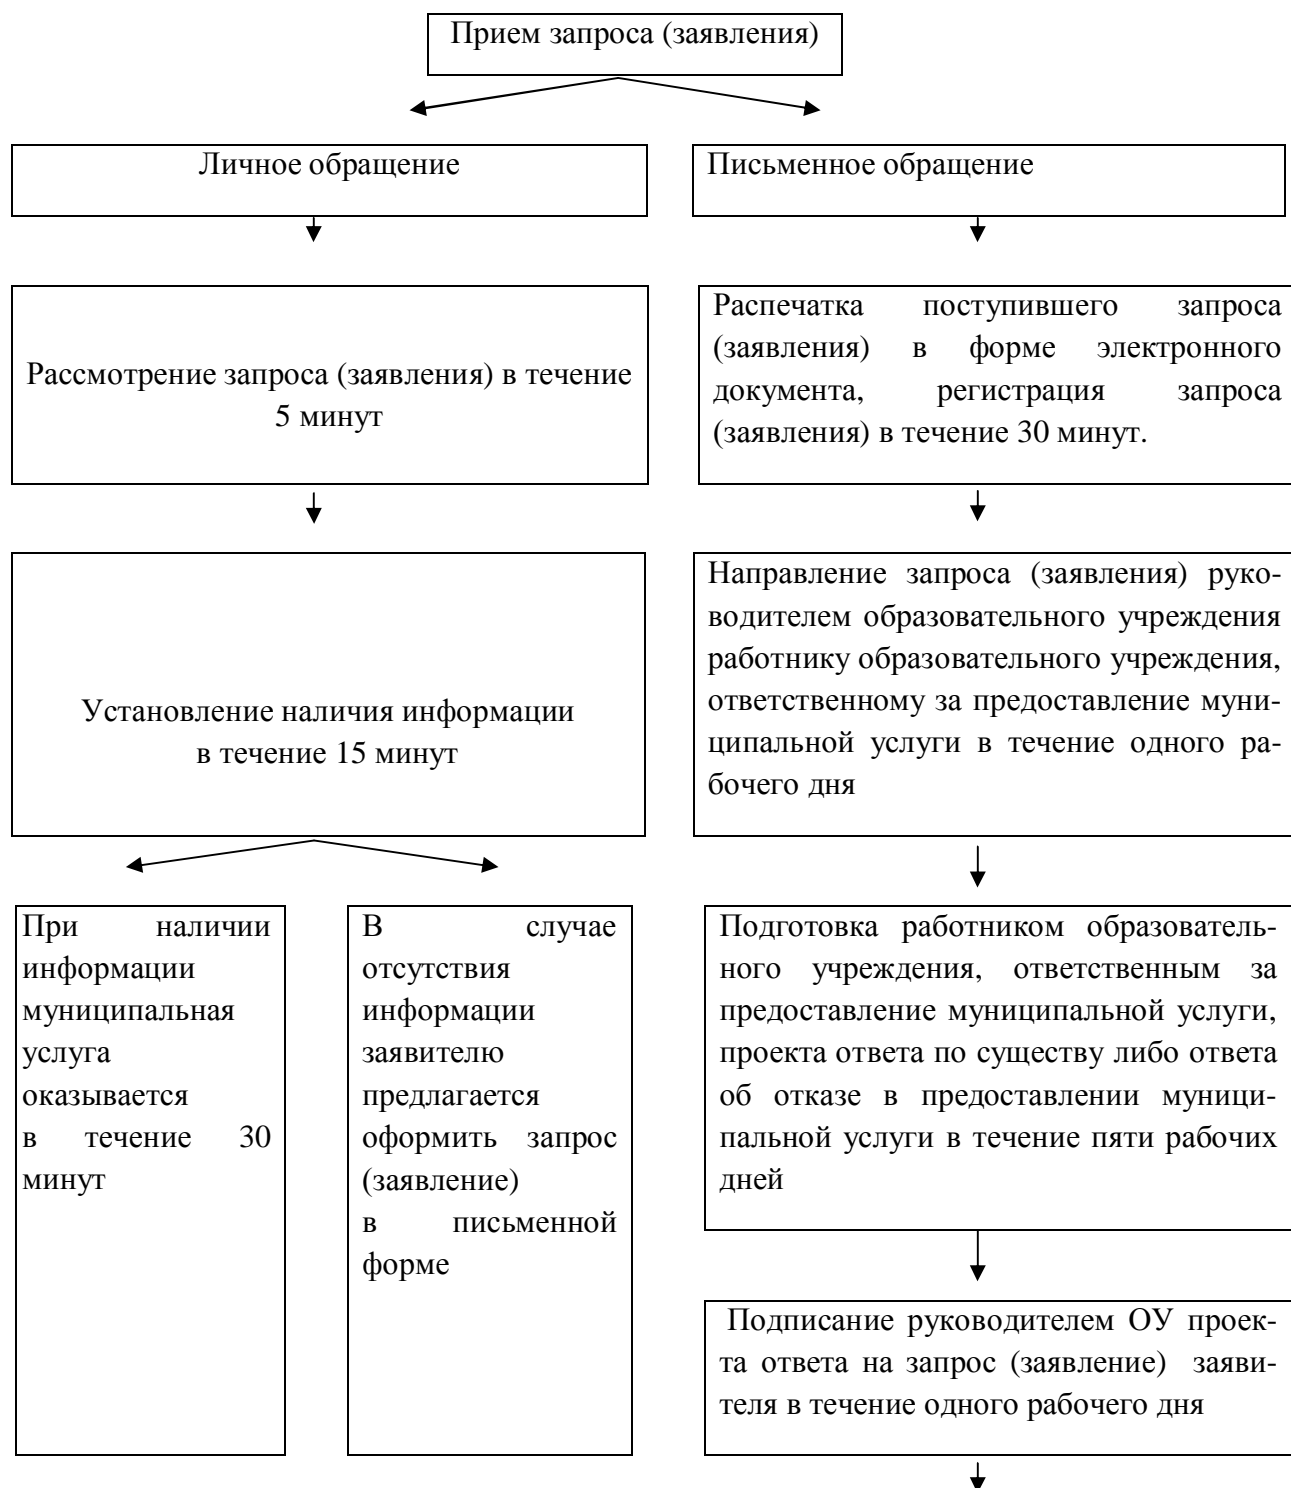 Прием запроса (заявления)
Личное обращение
Письменное обращение
Рассмотрение запроса (заявления) в течение
5 минут
Распечатка поступившего запроса
(заявления) в форме электронного
документа, регистрация запроса
(заявления) в течение 30 минут.
Установление наличия информации
в течение 15 минут
Направление запроса (заявления) руко-
водителем образовательного учреждения
работнику образовательного учреждения,
ответственному за предоставление муни-
ципальной услуги в течение одного ра-
бочего дня
При наличии
информации
муниципальная
услуга
оказывается
в течение 30
минут
В случае
отсутствия
информации
заявителю
предлагается
оформить запрос
(заявление)
в письменной
форме
Подготовка работником образователь-
ного учреждения, ответственным за
предоставление муниципальной услуги,
проекта ответа по существу либо ответа
об отказе в предоставлении муници-
пальной услуги в течение пяти рабочих
дней
Подписание руководителем ОУ проек-
та ответа на запрос (заявление) заяви-
теля в течение одного рабочего дня